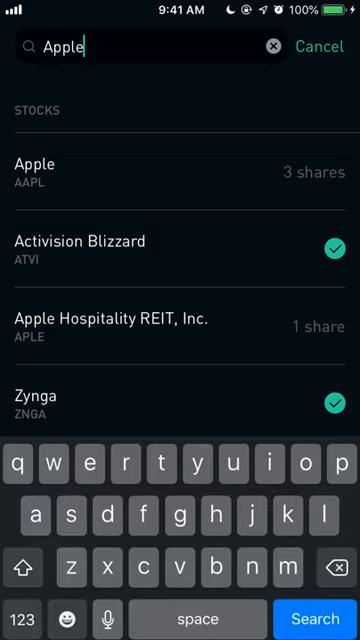 9:41 AM 100%
Apple Cancel
STOCKS
Apple
AAPL
3 shares
Activision Blizzard
ATVI
Apple Hospitality REIT, Inc.
APLE
1 share
Zynga
ZNGA
q w e r t y u i o p
a s d f g h j k l
z x c v b n m
123 space Search